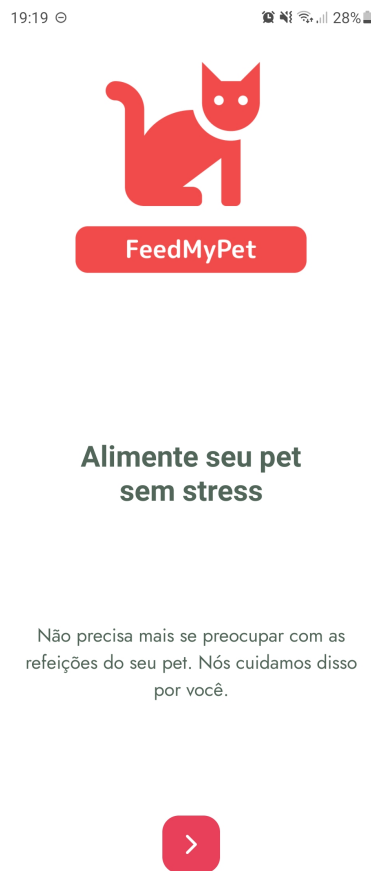 19:19 28%
FeedMyPet
Alimente seu pet
sem stress
Não precisa mais se preocupar com as
refeições do seu pet. Nós cuidamos disso
por você.